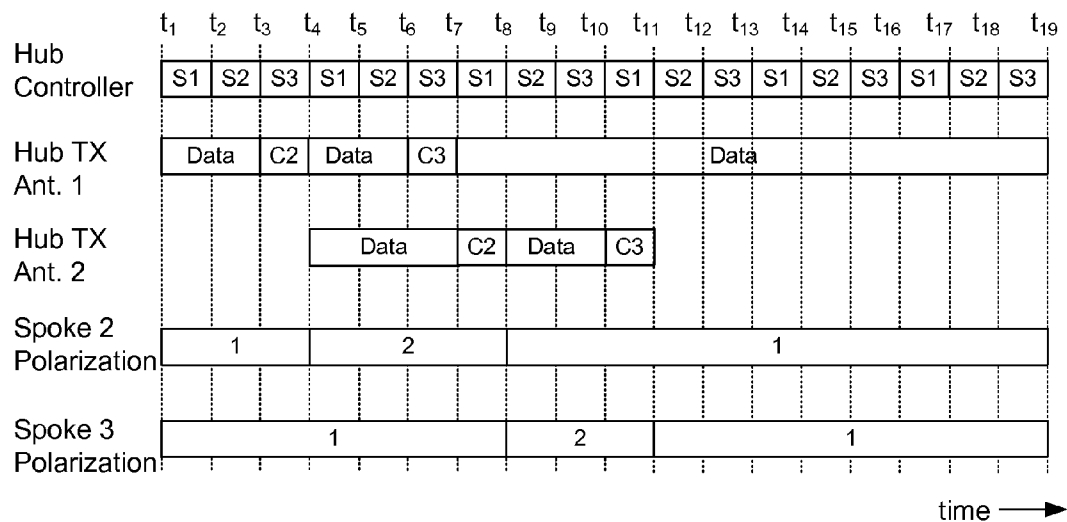 t1 t2 t3 t4 t5 t6 t7 t8 t9 t10 t11 t12 t13 t14 t15 t16 t17 t18 t19
Hub
Controller
S1 S2 S3 S1 S2 S3 S1 S2 S3 S1 S2 S3 S1 S2 S3 S1 S2 S3
Hub TX
Ant. 1
Data C2 Data C3 Data
Hub TX
Ant. 2
Data C2 Data C3
Spoke 2
Polarization
1 2 1
Spoke 3
Polarization
1 2 1
time